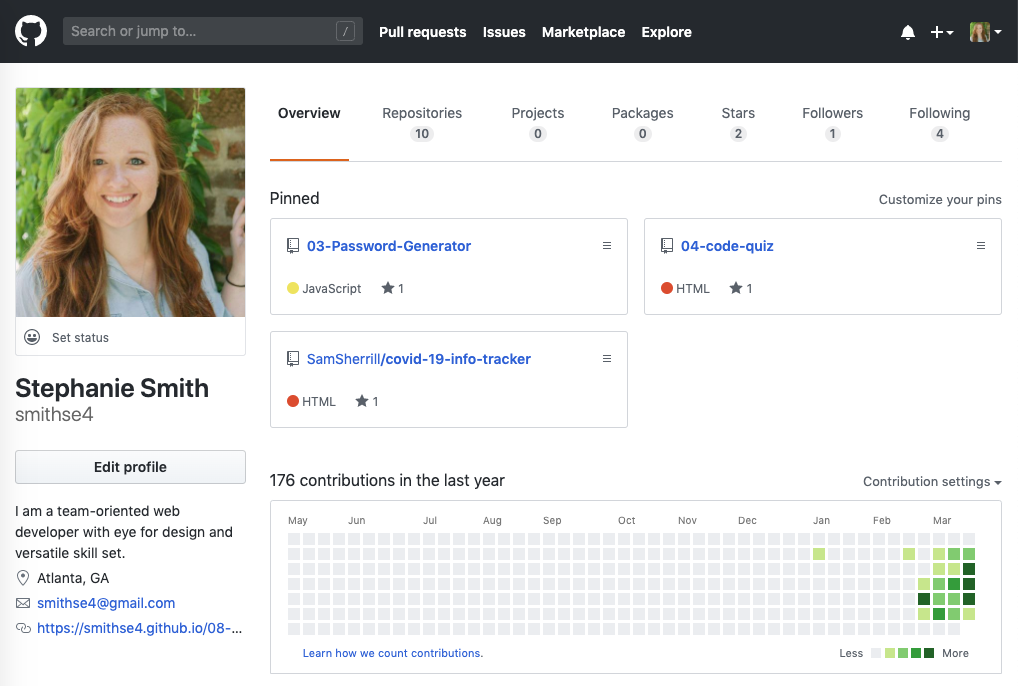 Search or jump to...
/
Pull requests
Issues
Marketplace
Explore
Overview
Repositories
10
Projects
0
Packages
0
Stars
2
Followers
1
Following
4
Set status
Stephanie Smith
smithse4
Edit profile
I am a team-oriented web
developer with eye for design and
versatile skill set.
Atlanta, GA
smithse4@gmail.com
https://smithse4.github.io/08-...
Pinned
Customize your pins
03-Password-Generator
JavaScript
1
04-code-quiz
HTML
1
SamSherrill/covid-19-info-tracker
HTML
1
176 contributions in the last year
Contribution settings
May Jun Jul Aug Sep Oct Nov Dec Jan Feb Mar
Learn how we count contributions.
Less
More